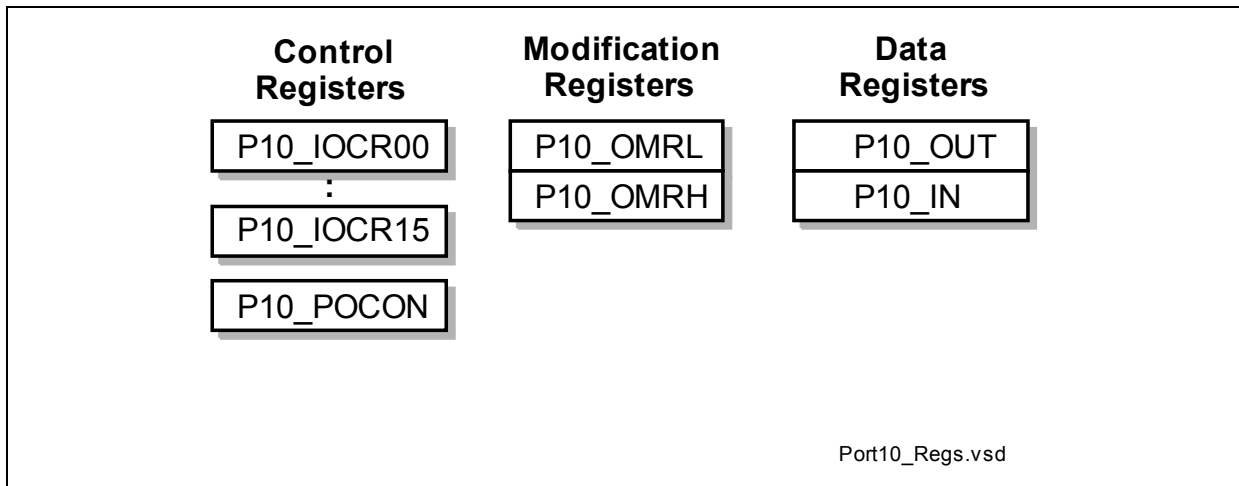 Control
Registers
P10_IOCR00
:
P10_IOCR15
P10_POCON
Modification
Registers
P10_OMRL
P10_OMRH
Data
Registers
P10_OUT
P10_IN
Port10_Regs.vsd